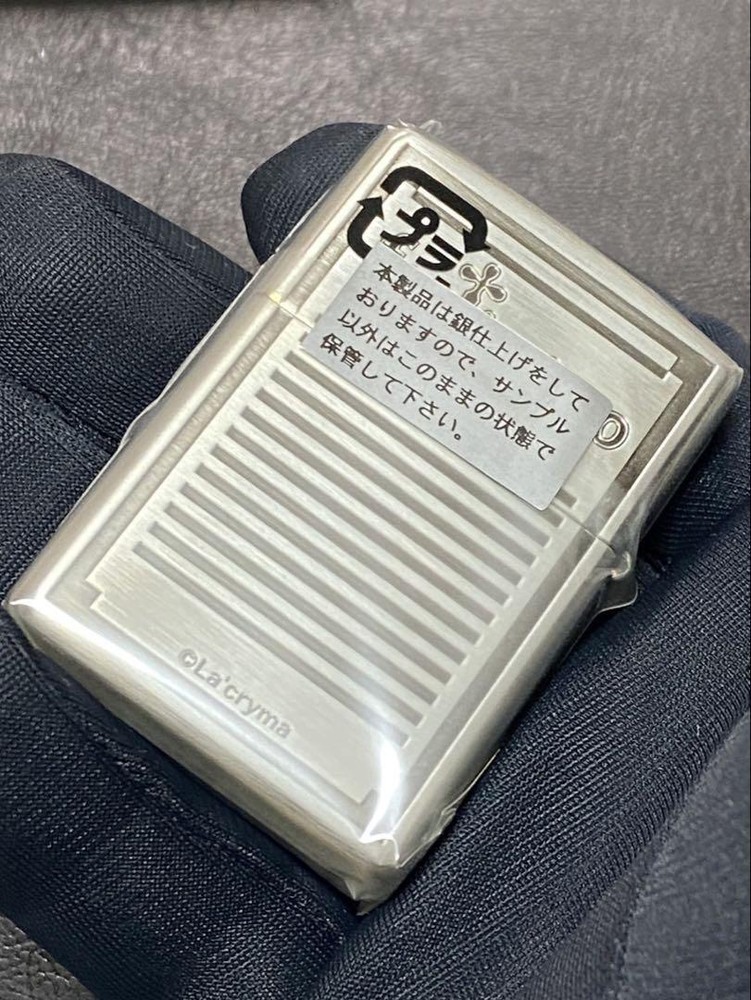 プラ
本製品は銀仕上げをして
おりますので、サンプル
以外はこのままの状態で
保管して下さい。
©La'cryma